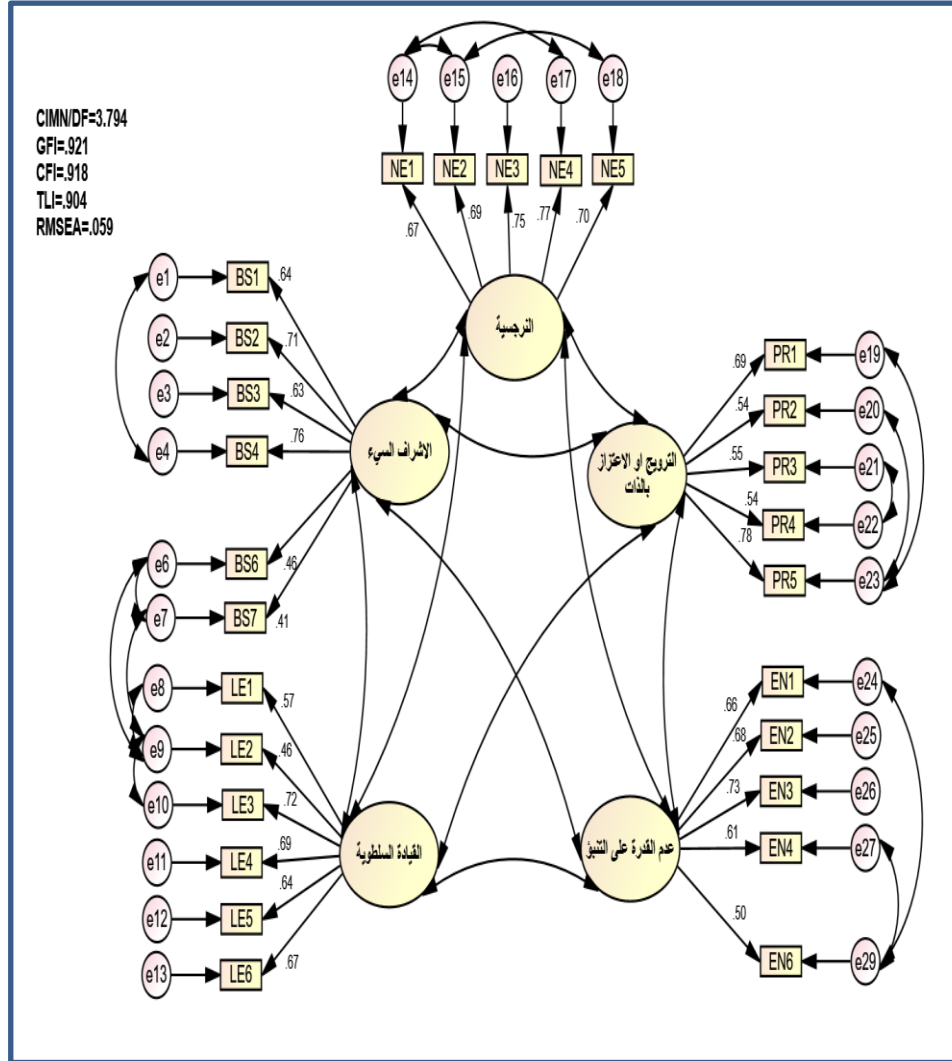 CIMN/DF=3.794
GFI=.921
CFI=.918
TLI=.904
RMSEA=.059
e14 e15 e16 e17 e18
NE1 NE2 NE3 NE4 NE5
.67 .69 .75 .77 .70
النرجسية
e1 BS1 .64
e2 BS2 .71
e3 BS3 .63
e4 BS4 .76
e6 BS6 .46
e7 BS7 .41
الاشراف السيء
.69 PR1 e19
.54 PR2 e20
.55 PR3 e21
.54 PR4 e22
.78 PR5 e23
الترويج او الاعتزاز
بالذات
e8 LE1 .57
e9 LE2 .46
e10 LE3 .72
e11 LE4 .69
e12 LE5 .64
e13 LE6 .67
القيادة السلطوية
.66 EN1 e24
.68 EN2 e25
.73 EN3 e26
.61 EN4 e27
.50 EN6 e29
عدم القدرة على التنبؤ